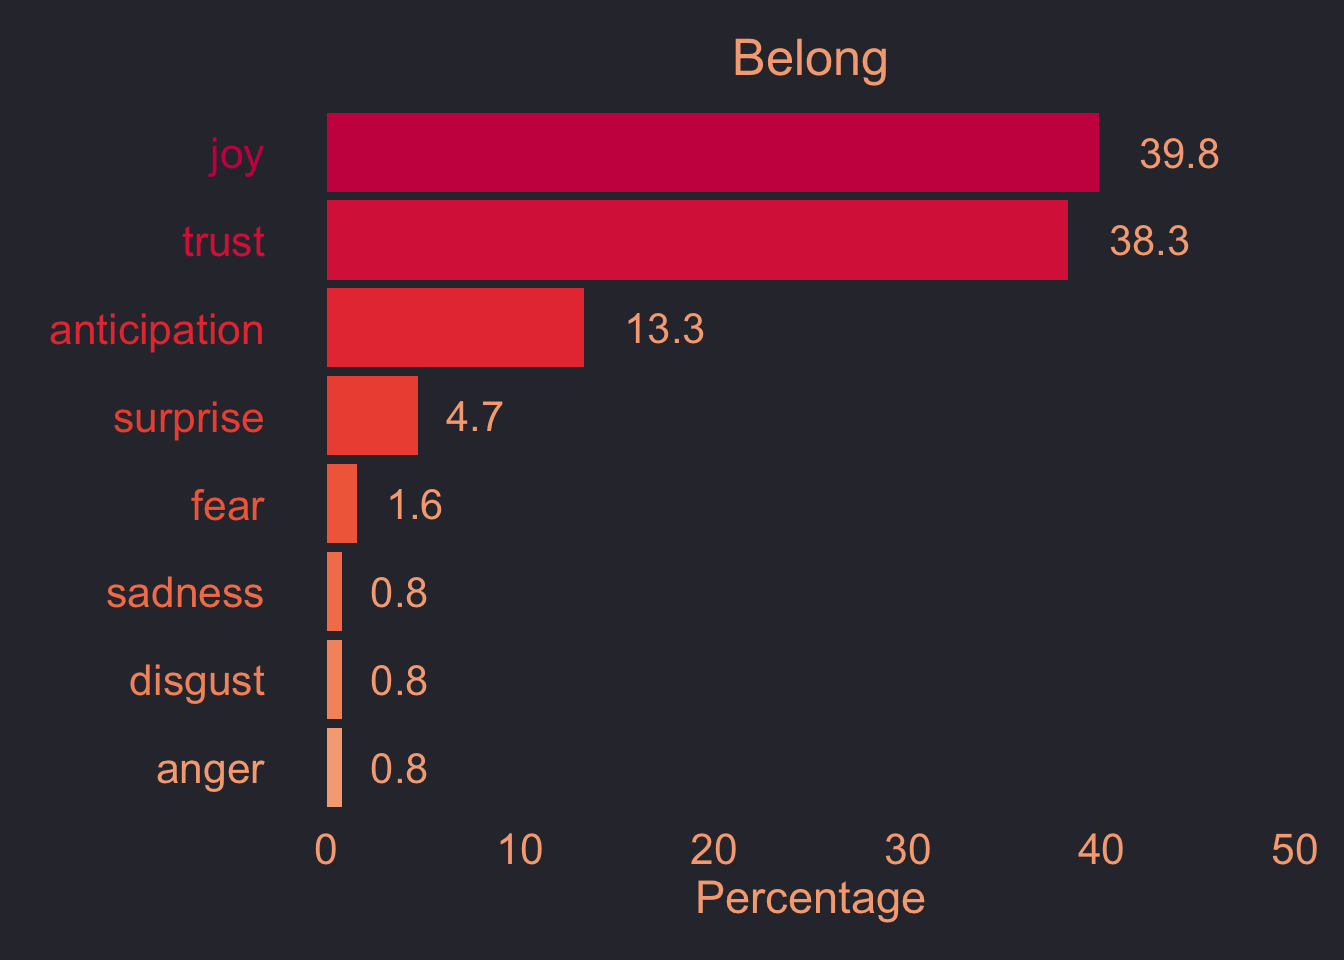 Belong
joy 39.8
trust 38.3
anticipation 13.3
surprise 4.7
fear 1.6
sadness 0.8
disgust 0.8
anger 0.8
0 10 20 30 40 50
Percentage